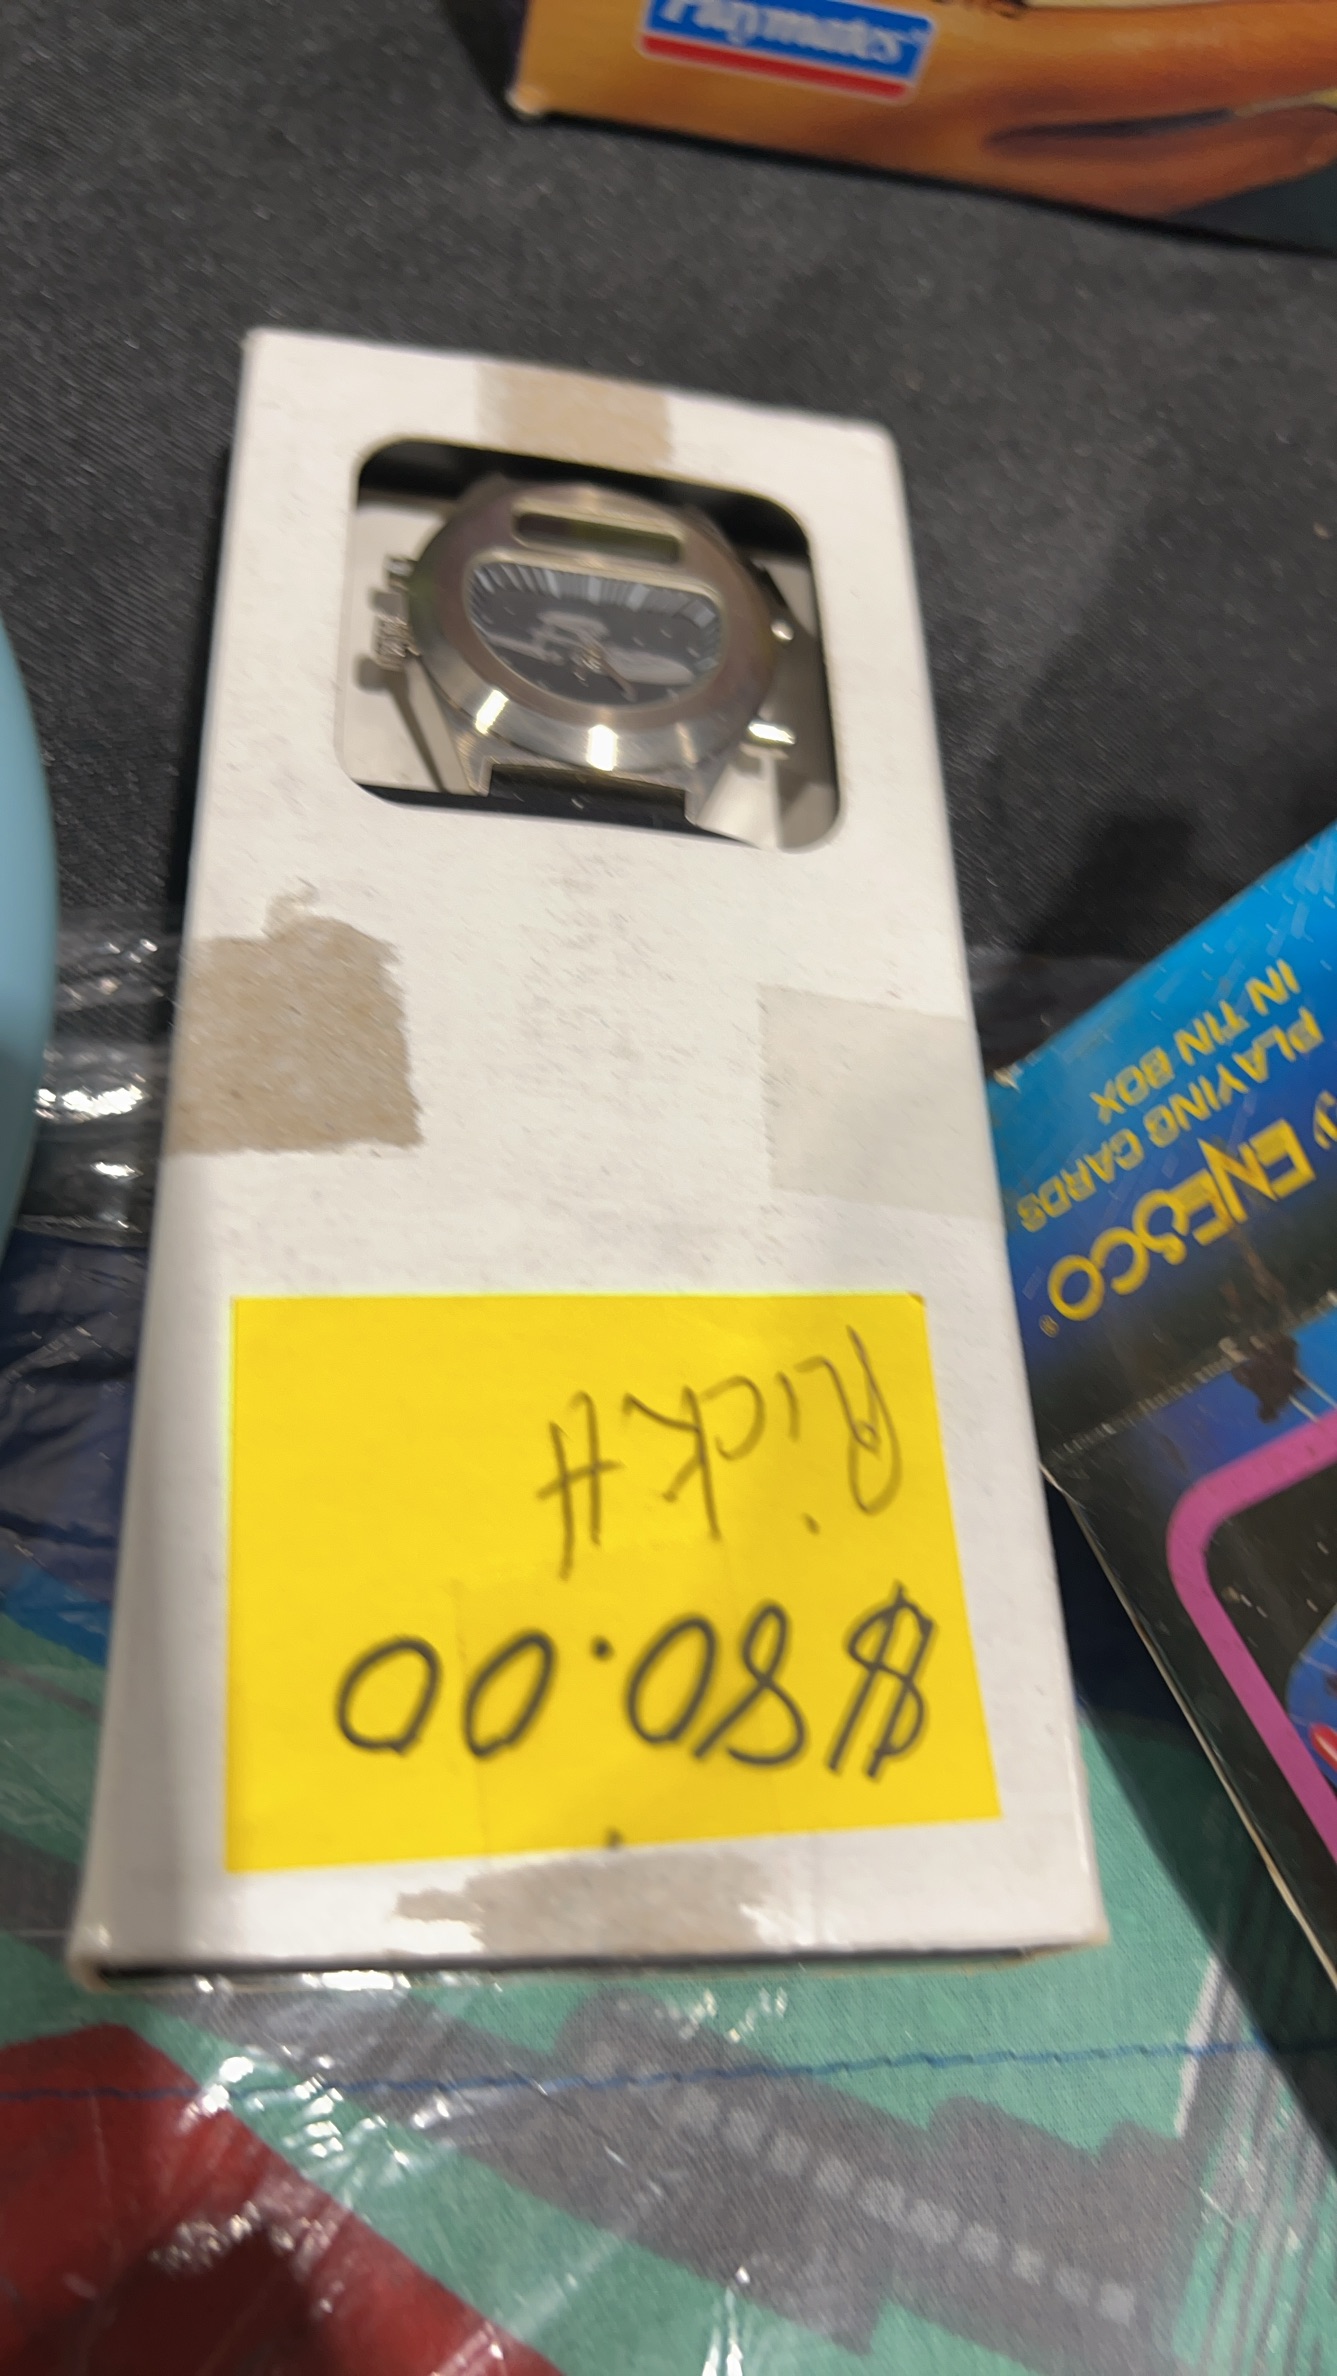 Playmates
Rick H
$80.00
ENESCO®
PLAYING CARDS
IN TIN BOX